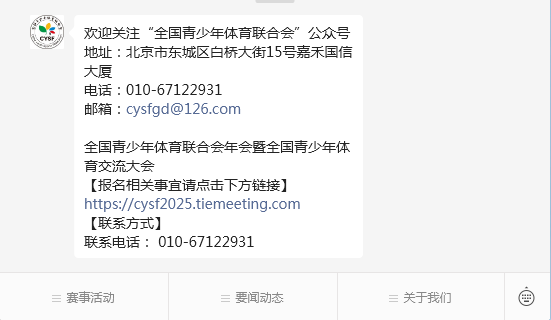 CYSF
欢迎关注“全国青少年体育联合会”公众号
地址：北京市东城区白桥大街15号嘉禾国信
大厦
电话：010-67122931
邮箱：cysfgd@126.com
全国青少年体育联合会年会暨全国青少年体
育交流大会
【报名相关事宜请点击下方链接】
https://cysf2025.tiemeeting.com
【联系方式】
联系电话： 010-67122931
赛事活动
要闻动态
关于我们